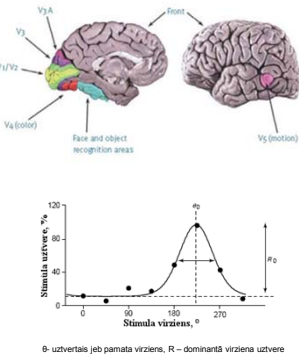 V3A
Front
V3
V1/V2
V4 (color)
Face and object
recognition areas
V5 (motion)
120
80
40
0
Stimula uztvere, %
R₀
0
90
180
270
Stimula virziens, °
θ- uztvertais jeb pamata virziens, R – dominantā virziena uztvere